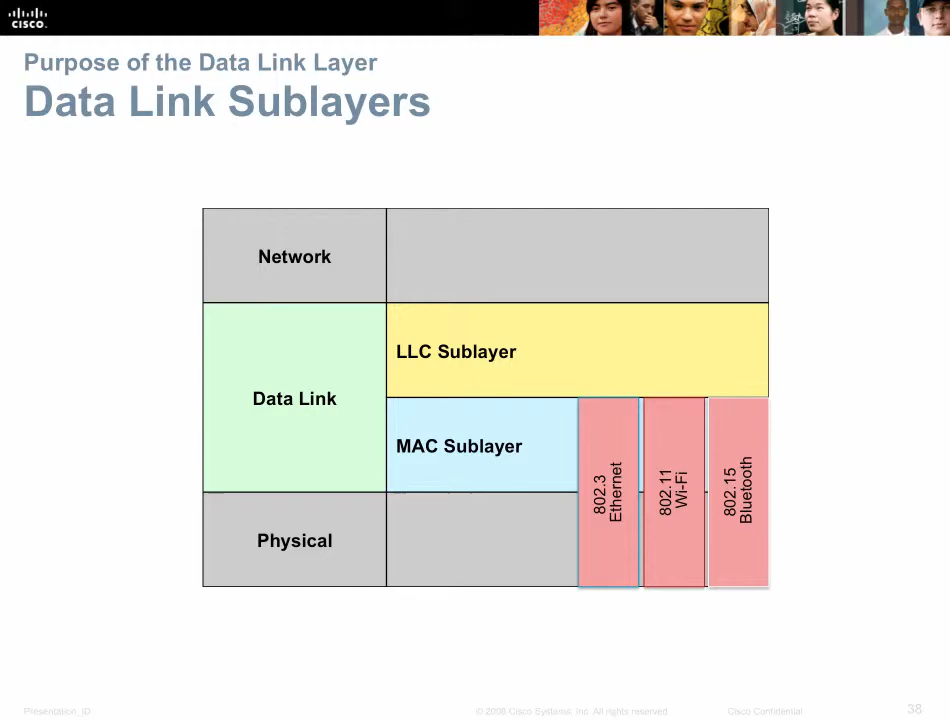 cisco.
Purpose of the Data Link Layer
Data Link Sublayers
Network
LLC Sublayer
Data Link
MAC Sublayer
802.3
Ethernet
802.11
Wi-Fi
802.15
Bluetooth
Physical
Presentation_ID
© 2008 Cisco Systems, Inc. All rights reserved.
Cisco Confidential
38